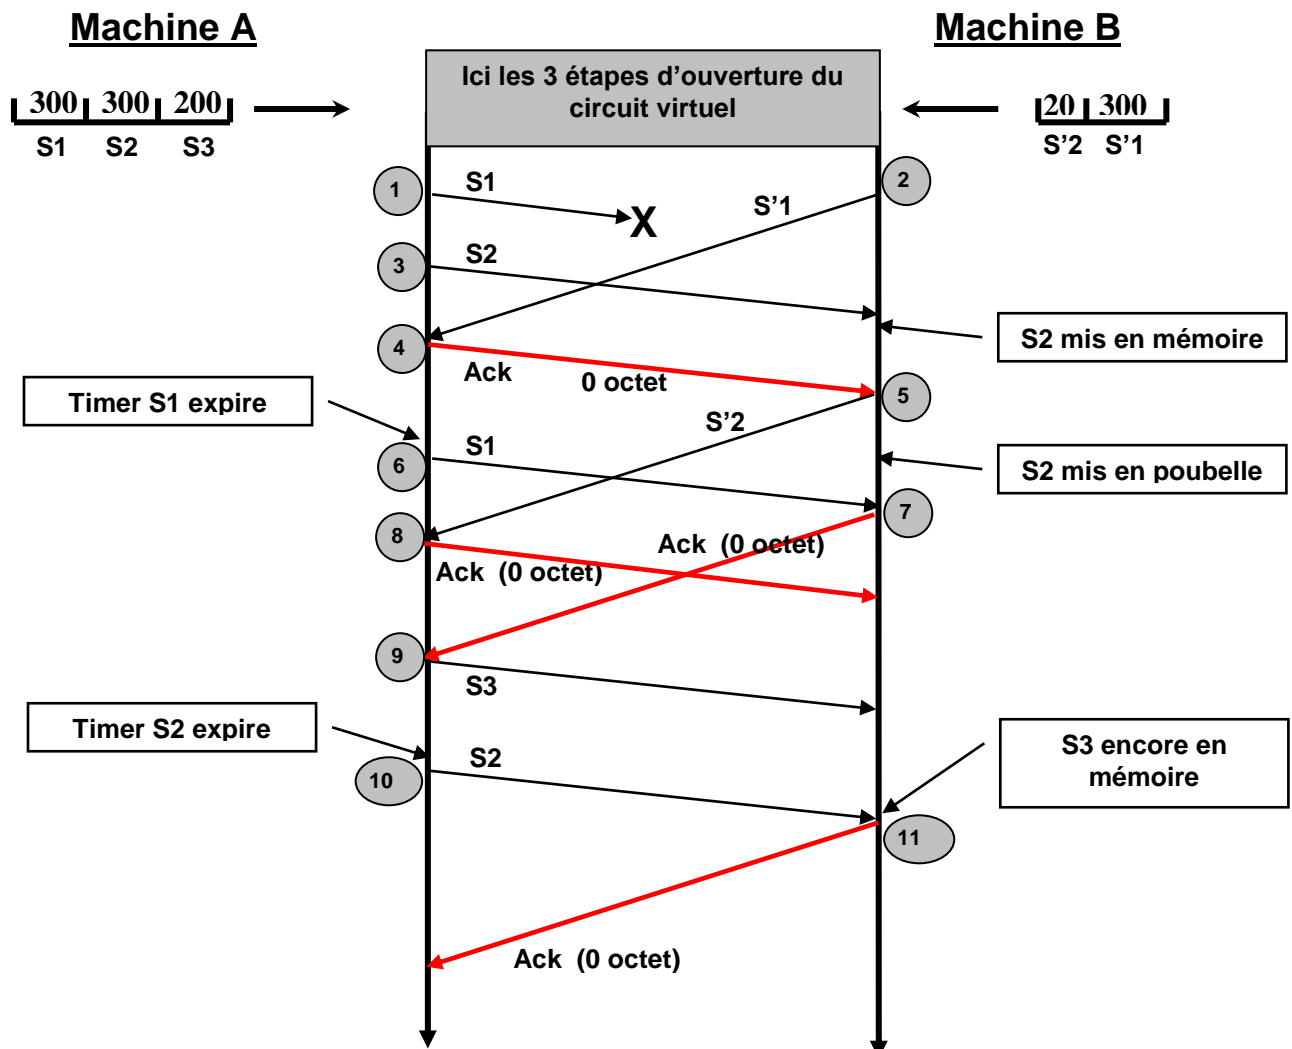 Machine A
Machine B
Ici les 3 étapes d’ouverture du
circuit virtuel
300 300 200
S1 S2 S3
20 300
S’2 S’1
1
S1
X
S’1
2
3
S2
4
S2 mis en mémoire
Ack 0 octet
5
Timer S1 expire
S’2
6
S1
S2 mis en poubelle
7
8
Ack (0 octet)
Ack (0 octet)
9
S3
Timer S2 expire
S2
10
S3 encore en
mémoire
11
Ack (0 octet)